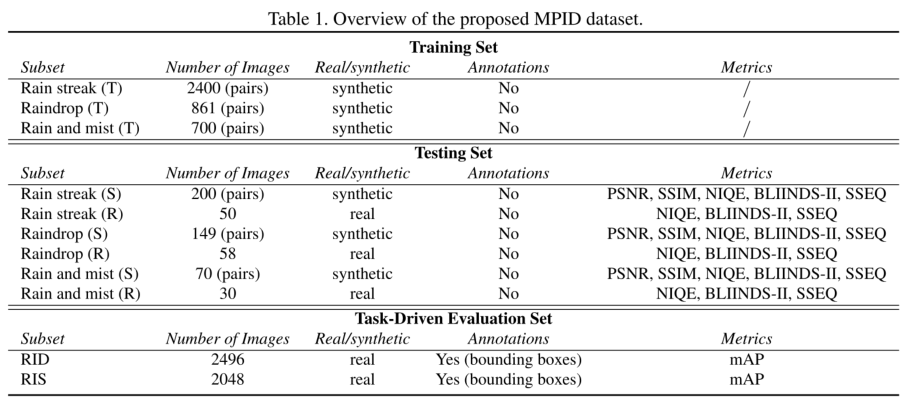 Table 1. Overview of the proposed MPID dataset.
Training Set
Subset Number of Images Real/synthetic Annotations Metrics
Rain streak (T) 2400 (pairs) synthetic No /
Raindrop (T) 861 (pairs) synthetic No /
Rain and mist (T) 700 (pairs) synthetic No /
Testing Set
Subset Number of Images Real/synthetic Annotations Metrics
Rain streak (S) 200 (pairs) synthetic No PSNR, SSIM, NIQE, BLIINDS-II, SSEQ
Rain streak (R) 50 real No NIQE, BLIINDS-II, SSEQ
Raindrop (S) 149 (pairs) synthetic No PSNR, SSIM, NIQE, BLIINDS-II, SSEQ
Raindrop (R) 58 real No NIQE, BLIINDS-II, SSEQ
Rain and mist (S) 70 (pairs) synthetic No PSNR, SSIM, NIQE, BLIINDS-II, SSEQ
Rain and mist (R) 30 real No NIQE, BLIINDS-II, SSEQ
Task-Driven Evaluation Set
Subset Number of Images Real/synthetic Annotations Metrics
RID 2496 real Yes (bounding boxes) mAP
RIS 2048 real Yes (bounding boxes) mAP